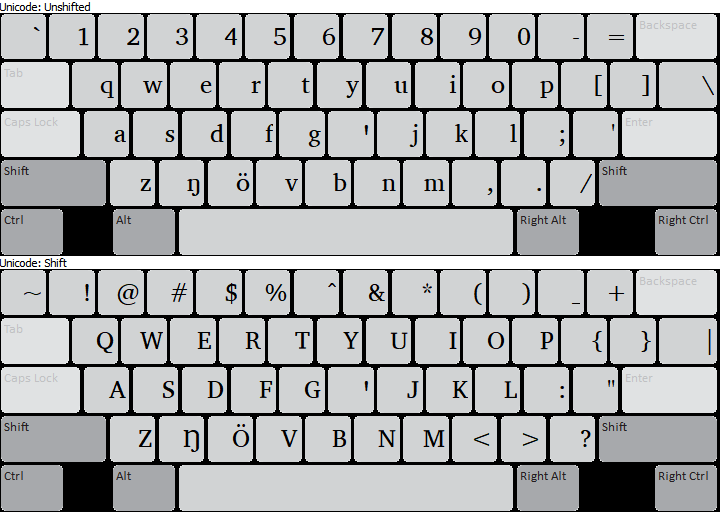 Unicode: Unshifted
` 1 2 3 4 5 6 7 8 9 0 - = Backspace
Tab q w e r t y u i o p [ ] \
Caps Lock a s d f g ' j k l ; ' Enter
Shift z ŋ ö v b n m , . / Shift
Ctrl Alt Right Alt Right Ctrl
Unicode: Shift
~ ! @ # $ % ^ & * ( ) _ + Backspace
Tab Q W E R T Y U I O P { } |
Caps Lock A S D F G ' J K L : " Enter
Shift Z Ŋ Ö V B N M < > ? Shift
Ctrl Alt Right Alt Right Ctrl